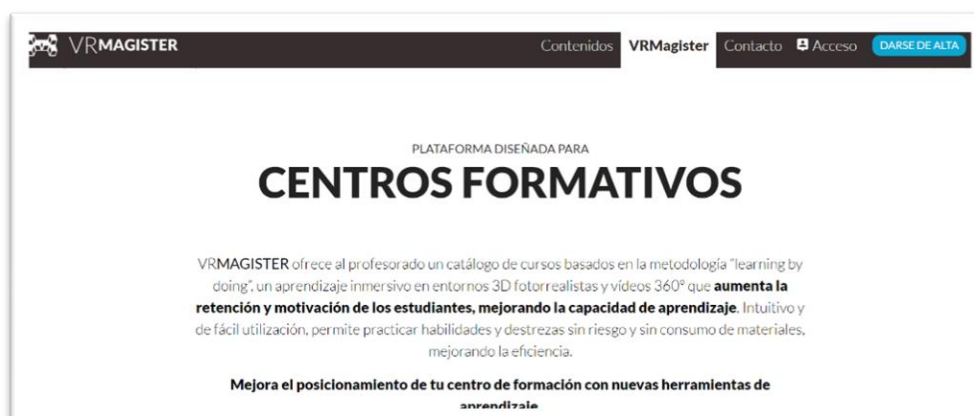 VRMAGISTER Contenidos VRMagister Contacto Acceso DARSE DE ALTA
PLATAFORMA DISEÑADA PARA
CENTROS FORMATIVOS
VRMAGISTER ofrece al profesorado un catálogo de cursos basados en la metodología "learning by
doing", un aprendizaje inmersivo en entornos 3D fotorrealistas y vídeos 360º que aumenta la
retención y motivación de los estudiantes, mejorando la capacidad de aprendizaje. Intuitivo y
de fácil utilización, permite practicar habilidades y destrezas sin riesgo y sin consumo de materiales,
mejorando la eficiencia.
Mejora el posicionamiento de tu centro de formación con nuevas herramientas de
aprendizaje